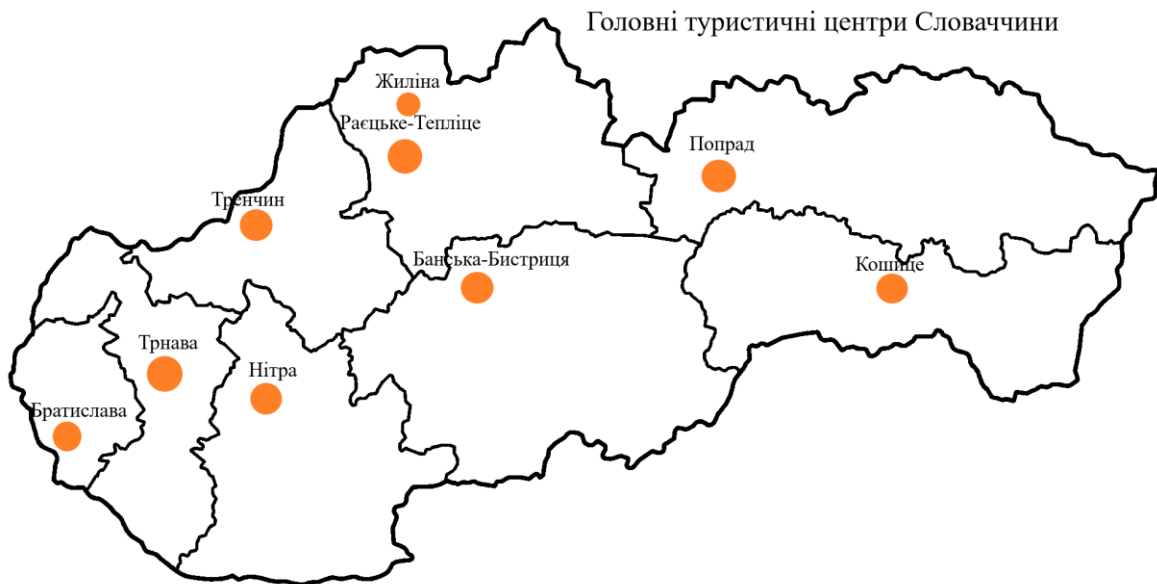 Головні туристичні центри Словаччини
Жиліна
Раєцьке-Тепліце
Попрад
Тренчин
Банська-Бистриця
Кошице
Трнава
Нітра
Братислава